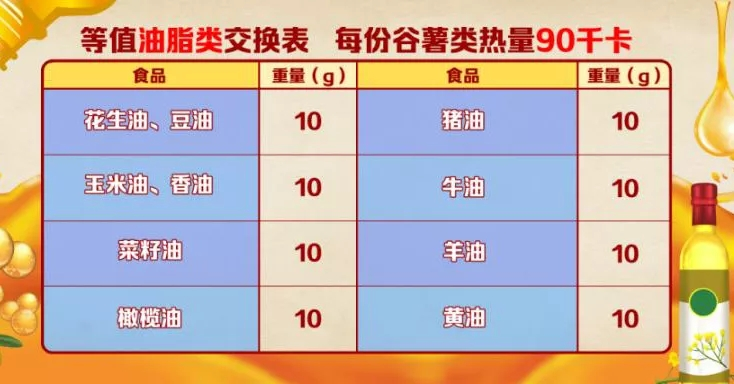 等值油脂类交换表 每份谷薯类热量90千卡
食品 重量（g） 食品 重量（g）
花生油、豆油 10 猪油 10
玉米油、香油 10 牛油 10
菜籽油 10 羊油 10
橄榄油 10 黄油 10